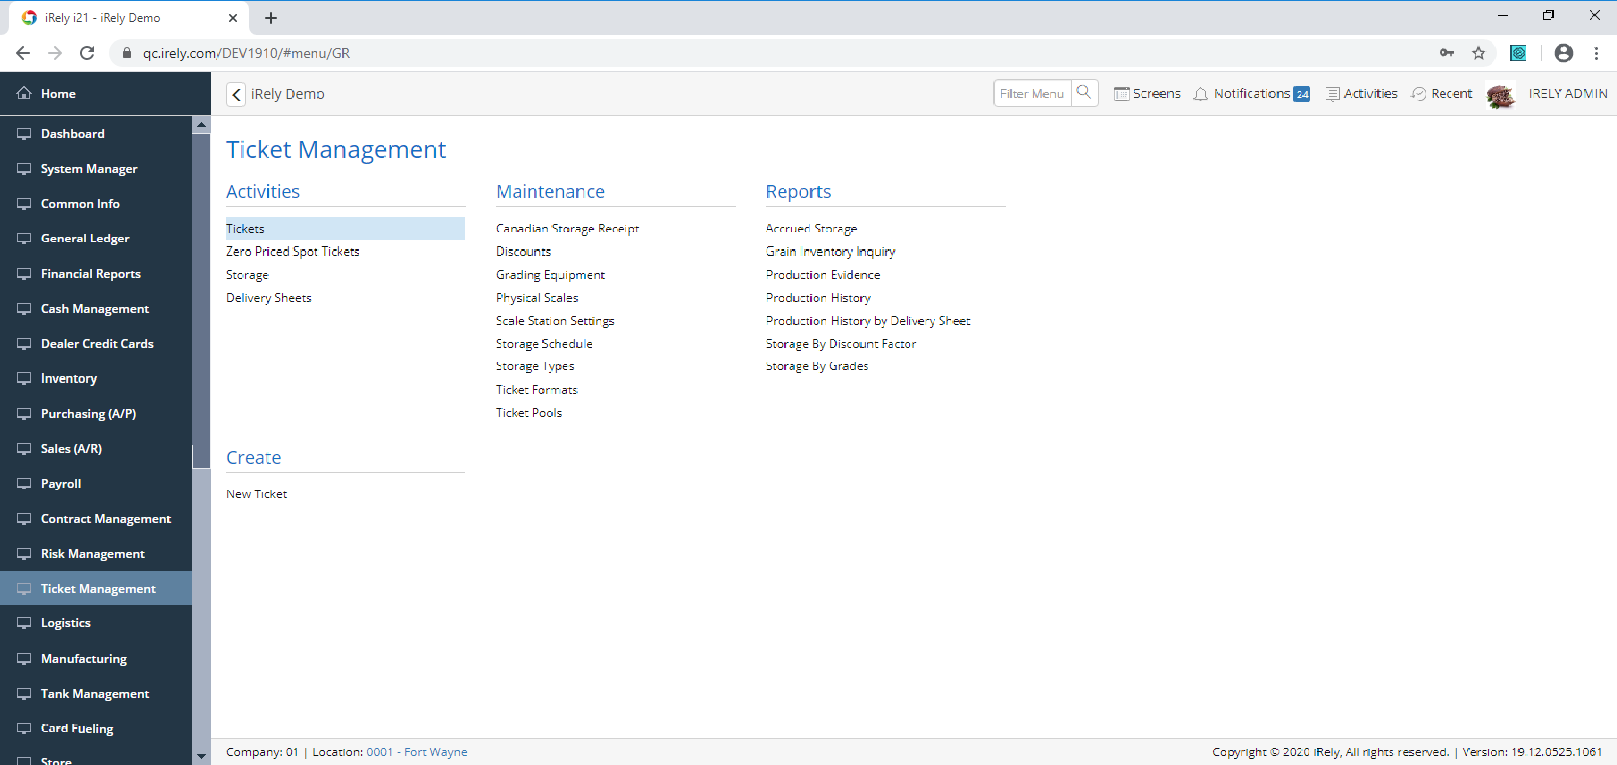 iRely i21 - iRely Demo
qc.irely.com/DEV1910/#menu/GR
Home
iRely Demo
Filter Menu
Screens
Notifications 24
Activities
Recent
IRELY ADMIN
Dashboard
System Manager
Common Info
General Ledger
Financial Reports
Cash Management
Dealer Credit Cards
Inventory
Purchasing (A/P)
Sales (A/R)
Payroll
Contract Management
Risk Management
Ticket Management
Logistics
Manufacturing
Tank Management
Card Fueling
Store
Ticket Management
Activities
Tickets
Zero Priced Spot Tickets
Storage
Delivery Sheets
Maintenance
Canadian Storage Receipt
Discounts
Grading Equipment
Physical Scales
Scale Station Settings
Storage Schedule
Storage Types
Ticket Formats
Ticket Pools
Reports
Accrued Storage
Grain Inventory Inquiry
Production Evidence
Production History
Production History by Delivery Sheet
Storage By Discount Factor
Storage By Grades
Create
New Ticket
Company: 01 | Location: 0001 - Fort Wayne
Copyright © 2020 iRely, All rights reserved. | Version: 19.12.0525.1061